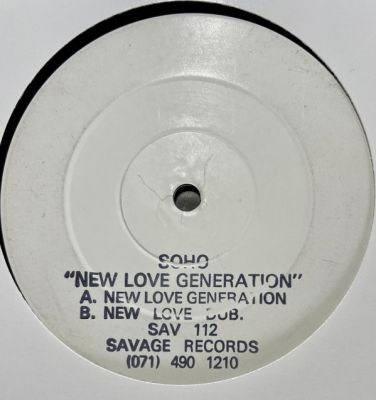 SOHO
"NEW LOVE GENERATION"
A. NEW LOVE GENERATION
B. NEW LOVE DUB.
SAV 112
SAVAGE RECORDS
(071) 490 1210